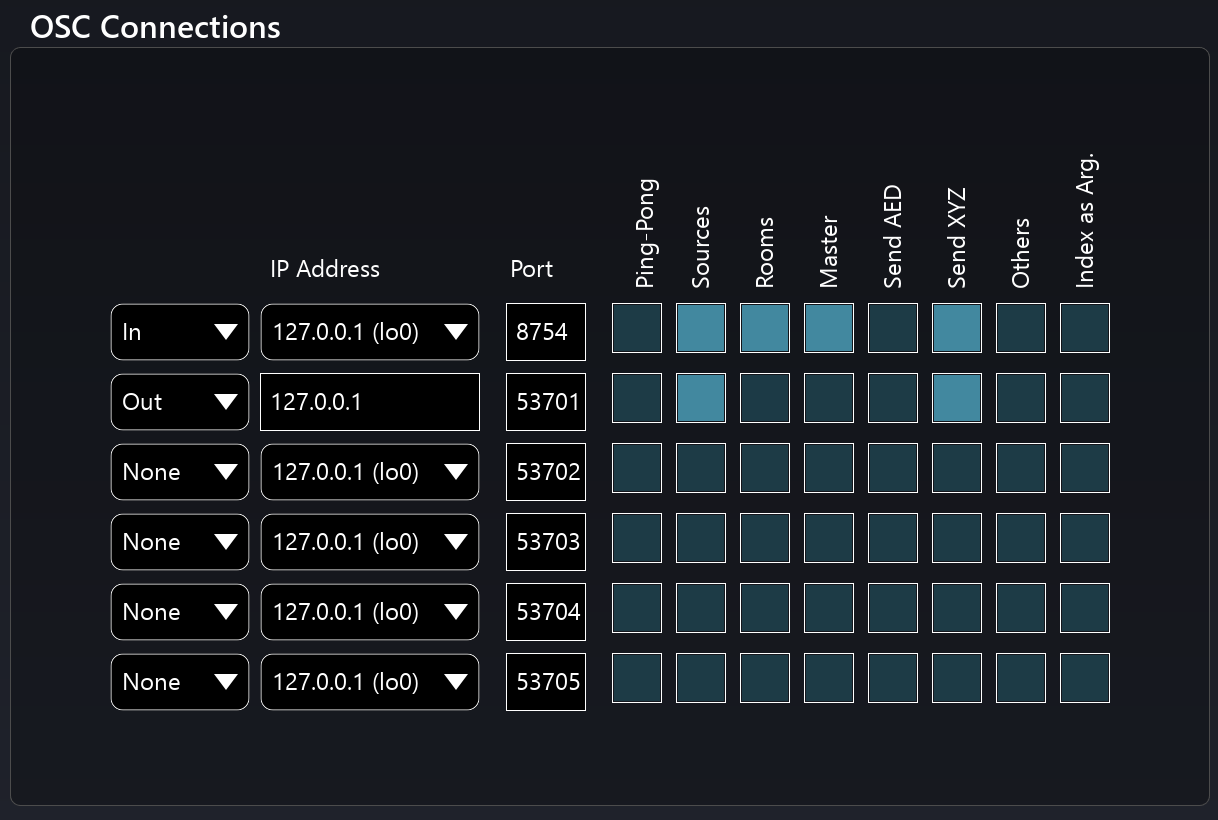 OSC Connections
Ping-Pong
Sources
Rooms
Master
Send AED
Send XYZ
Others
Index as Arg.
IP Address Port
In 127.0.0.1 (lo0) 8754
Out 127.0.0.1 53701
None 127.0.0.1 (lo0) 53702
None 127.0.0.1 (lo0) 53703
None 127.0.0.1 (lo0) 53704
None 127.0.0.1 (lo0) 53705